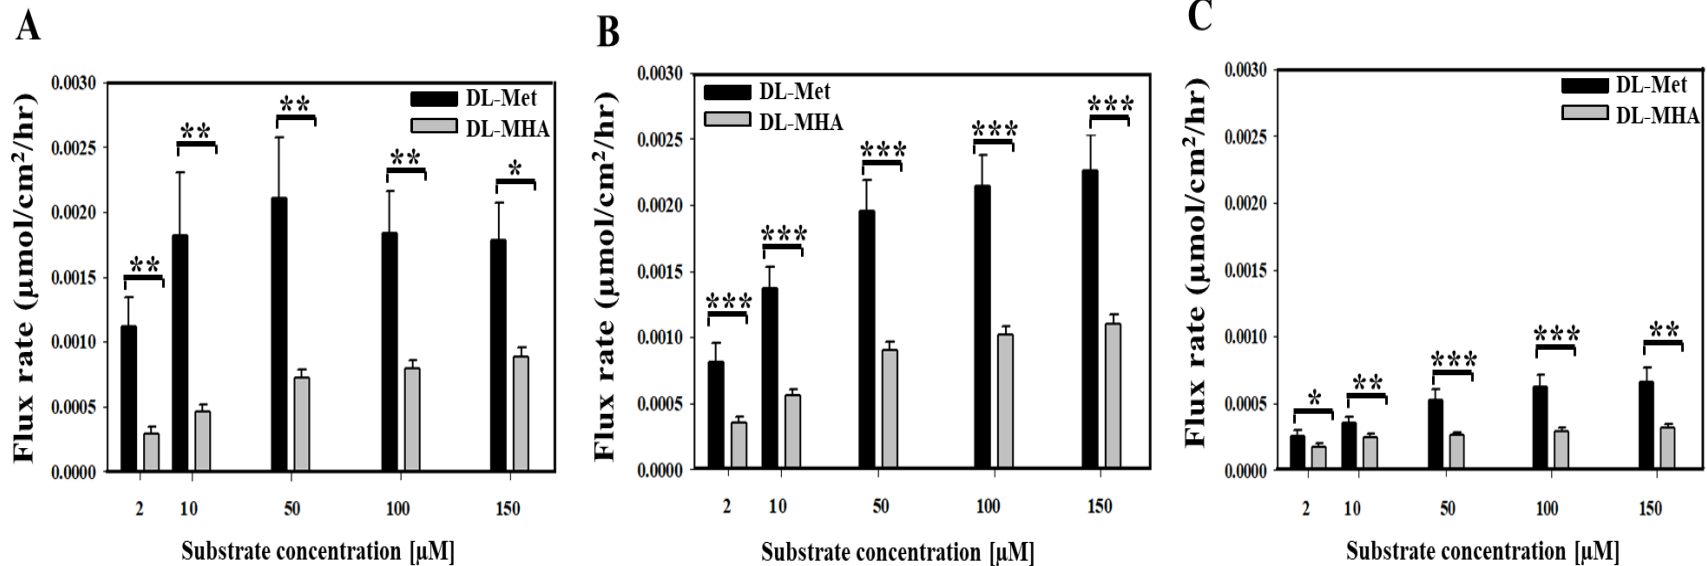 A
Flux rate (µmol/cm²/hr)
0.0030
0.0025
0.0020
0.0015
0.0010
0.0005
0.0000
DL-Met
DL-MHA
**
**
**
**
*
2 10 50 100 150
Substrate concentration [µM]
B
Flux rate (µmol/cm²/hr)
0.0030
0.0025
0.0020
0.0015
0.0010
0.0005
0.0000
DL-Met
DL-MHA
***
***
***
***
***
2 10 50 100 150
Substrate concentration [µM]
C
Flux rate (µmol/cm²/hr)
0.0030
0.0025
0.0020
0.0015
0.0010
0.0005
0.0000
DL-Met
DL-MHA
*
**
***
***
**
2 10 50 100 150
Substrate concentration [µM]